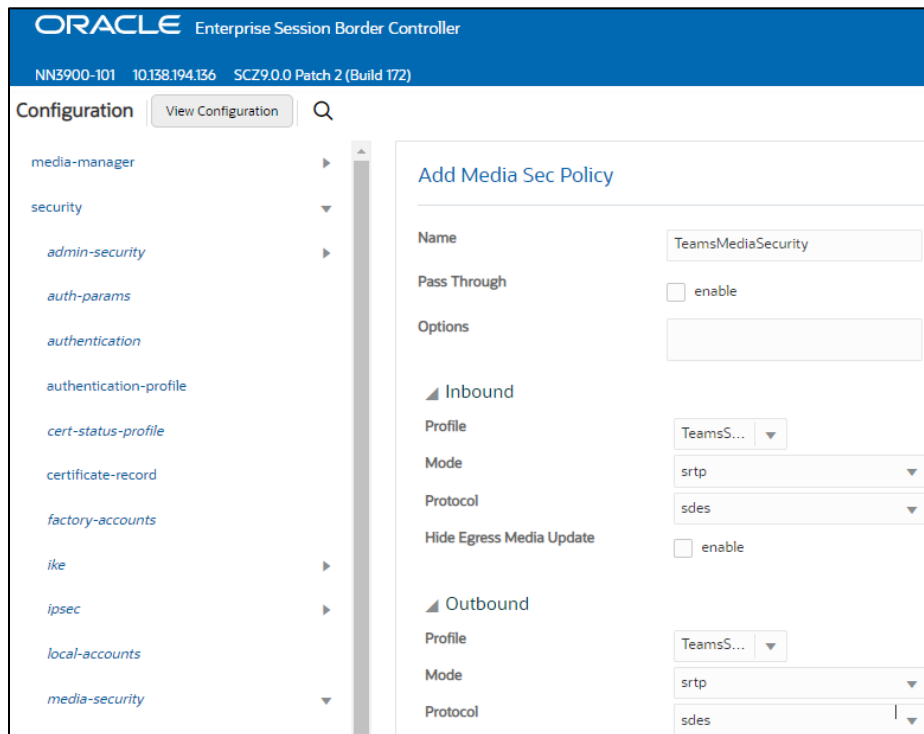 ORACLE Enterprise Session Border Controller
NN3900-101 10.138.194.136 SCZ9.0.0 Patch 2 (Build 172)
Configuration View Configuration
media-manager
security
admin-security
auth-params
authentication
authentication-profile
cert-status-profile
certificate-record
factory-accounts
ike
ipsec
local-accounts
media-security
Add Media Sec Policy
Name TeamsMediaSecurity
Pass Through enable
Options
Inbound
Profile TeamsS...
Mode srtp
Protocol sdes
Hide Egress Media Update enable
Outbound
Profile TeamsS...
Mode srtp
Protocol sdes